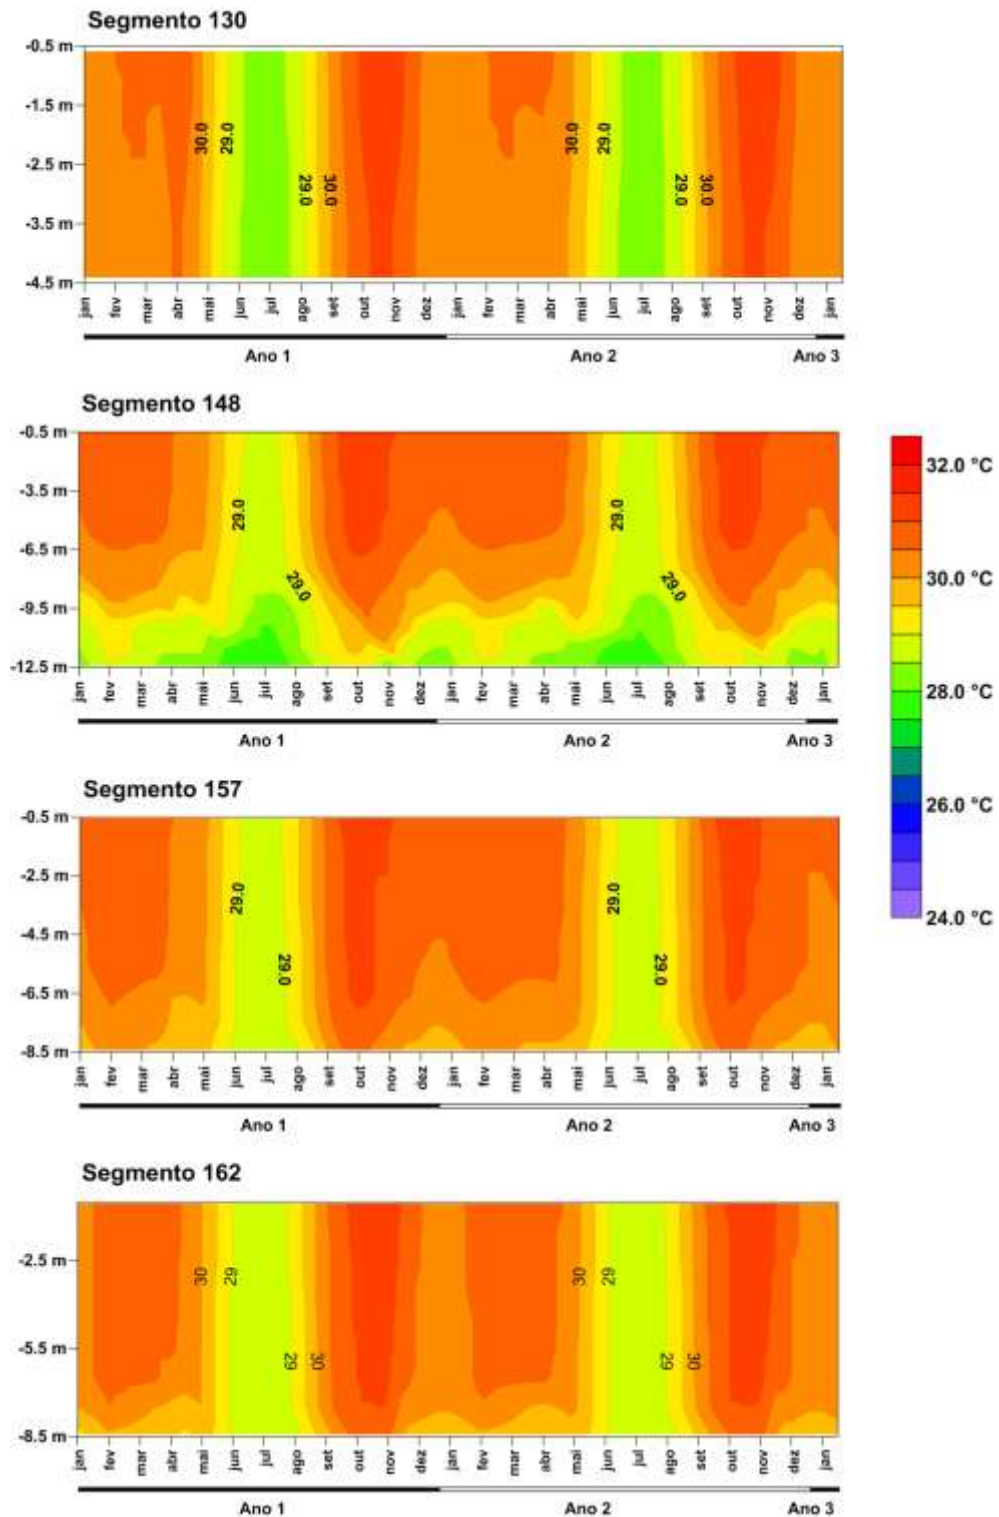 Segmento 130
-0.5 m
-1.5 m
-2.5 m
-3.5 m
-4.5 m
30.0
29.0
29.0
30.0
30.0
29.0
29.0
30.0
jan fev mar abr mai jun jul ago set out nov dez jan fev mar abr mai jun jul ago set out nov dez jan
Ano 1 Ano 2 Ano 3
Segmento 148
-0.5 m
-3.5 m
-6.5 m
-9.5 m
-12.5 m
29.0
29.0
29.0
29.0
jan fev mar abr mai jun jul ago set out nov dez jan fev mar abr mai jun jul ago set out nov dez jan
Ano 1 Ano 2 Ano 3
32.0 °C
30.0 °C
28.0 °C
26.0 °C
24.0 °C
Segmento 157
-0.5 m
-2.5 m
-4.5 m
-6.5 m
-8.5 m
29.0
29.0
29.0
29.0
jan fev mar abr mai jun jul ago set out nov dez jan fev mar abr mai jun jul ago set out nov dez jan
Ano 1 Ano 2 Ano 3
Segmento 162
-2.5 m
-5.5 m
-8.5 m
30
29
29
30
30
29
29
30
jan fev mar abr mai jun jul ago set out nov dez jan fev mar abr mai jun jul ago set out nov dez jan
Ano 1 Ano 2 Ano 3